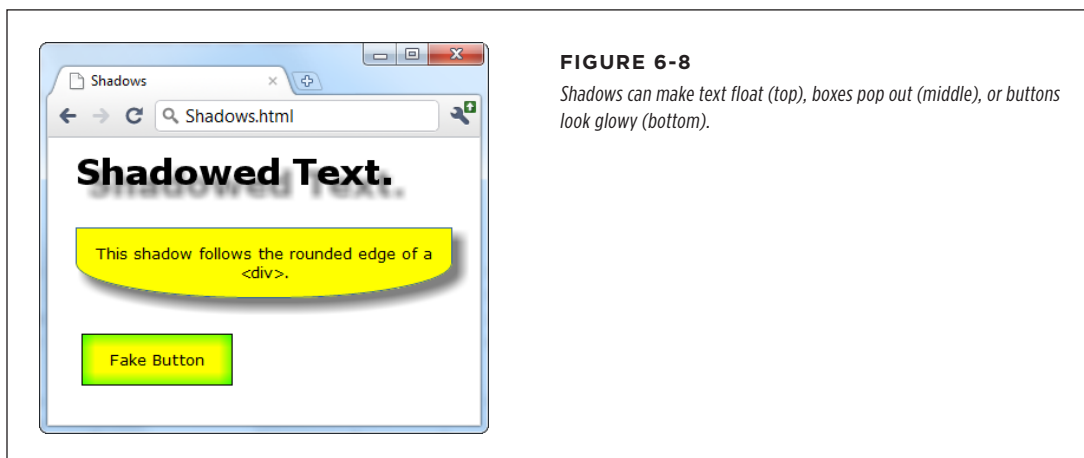 Shadows
Shadows.html
Shadowed Text.
This shadow follows the rounded edge of a
<div>.
Fake Button
FIGURE 6-8
Shadows can make text float (top), boxes pop out (middle), or buttons
look glowy (bottom).